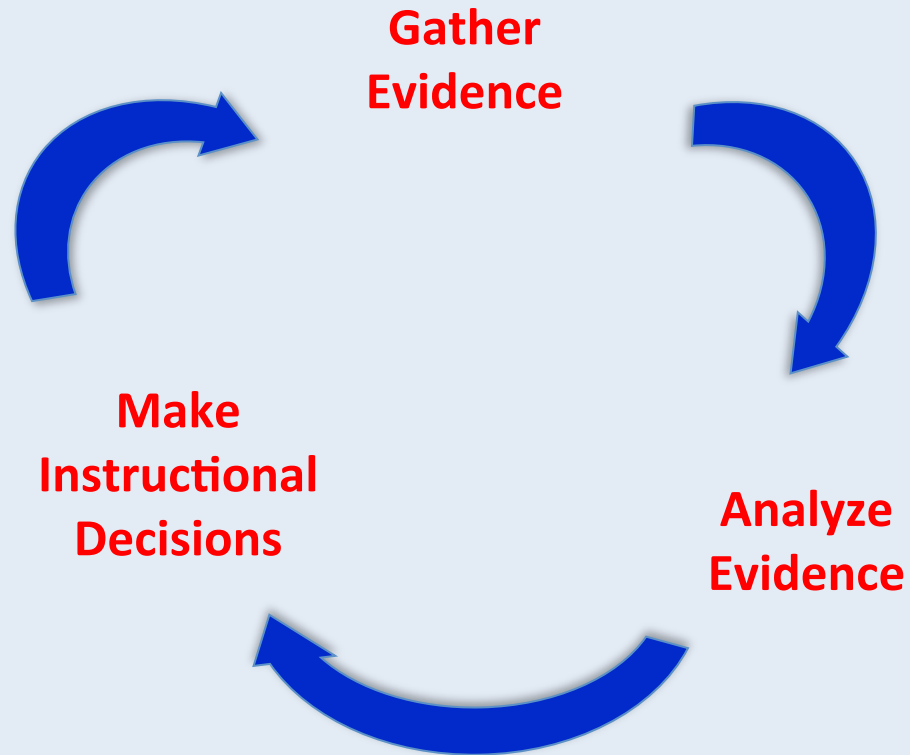 Gather
Evidence
Make
Instructional
Decisions
Analyze
Evidence